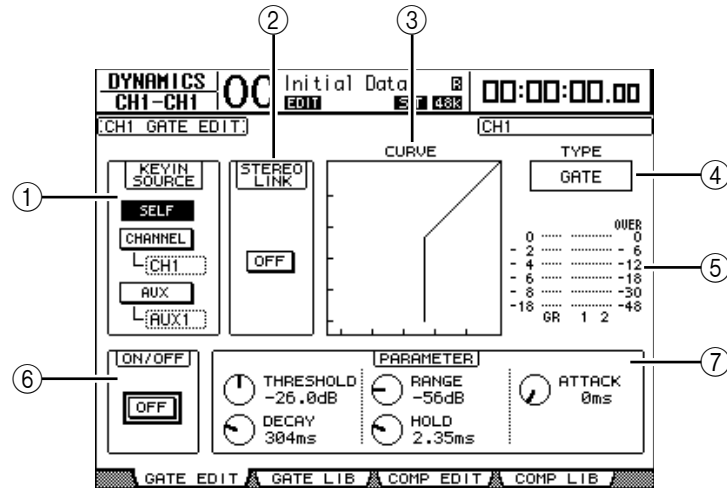 ② ③
DYNAMICS
CH1-CH1
Initial Data
EDIT 48k
00:00:00.00
CH1 GATE EDIT
CH1
① KEYIN SOURCE
SELF
CHANNEL
CH1
AUX
AUX1
STEREO LINK
OFF
CURVE
TYPE
GATE ④
OVER
0 0
-2 -6
-4 -12 ⑤
-6 -18
-8 -30
-18 -48
GR 1 2
⑥ ON/OFF
OFF
PARAMETER ⑦
THRESHOLD
-26.0dB
RANGE
-56dB
ATTACK
0ms
DECAY
304ms
HOLD
2.35ms
GATE EDIT GATE LIB COMP EDIT COMP LIB